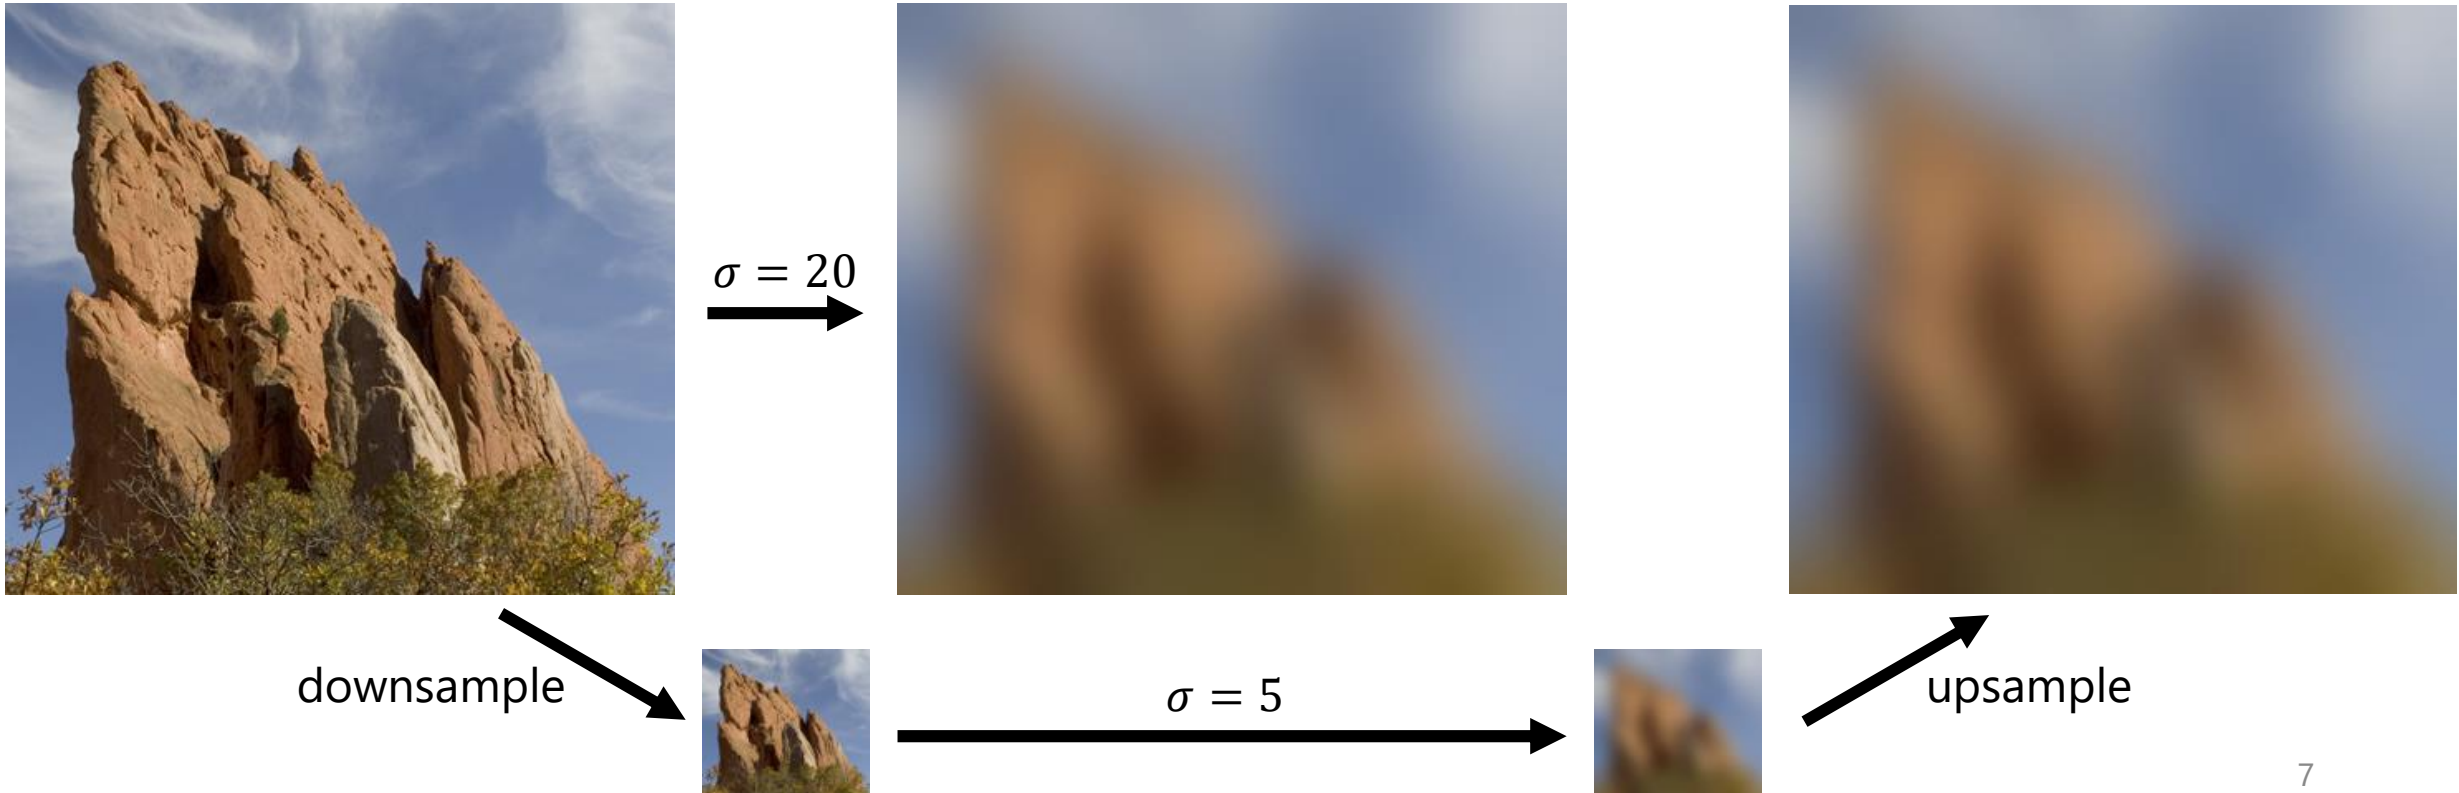 σ = 20
downsample
σ = 5
upsample
7